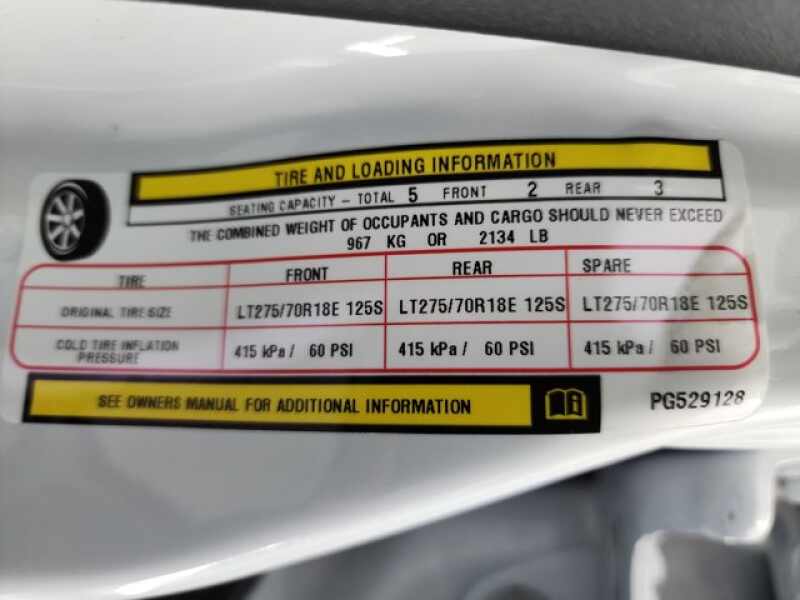 TIRE AND LOADING INFORMATION
SEATING CAPACITY - TOTAL 5 FRONT 2 REAR 3
THE COMBINED WEIGHT OF OCCUPANTS AND CARGO SHOULD NEVER EXCEED
967 KG OR 2134 LB
TIRE FRONT REAR SPARE
ORIGINAL TIRE SIZE LT275/70R18E 125S LT275/70R18E 125S LT275/70R18E 125S
COLD TIRE INFLATION
PRESSURE 415 kPa / 60 PSI 415 kPa / 60 PSI 415 kPa / 60 PSI
SEE OWNERS MANUAL FOR ADDITIONAL INFORMATION
PG529128